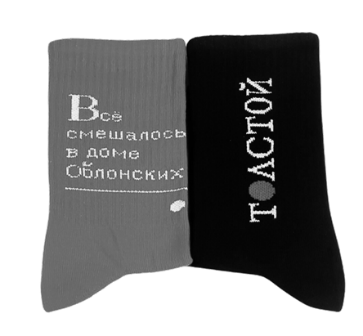 Всё
смешалось
в доме
Облонских
ТОЛСТОЙ